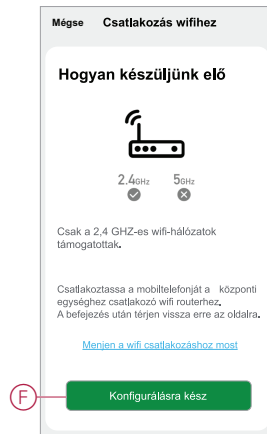 Mégse Csatlakozás wifihez
Hogyan készüljünk elő
2.4GHz 5GHz
Csak a 2,4 GHZ-es wifi-hálózatok
támogatottak.
Csatlakoztassa a mobiltelefonját a központi
egységhez csatlakozó wifi routerhez.
A befejezés után térjen vissza erre az oldalra.
Menjen a wifi csatlakozáshoz most
F Konfigurálásra kész